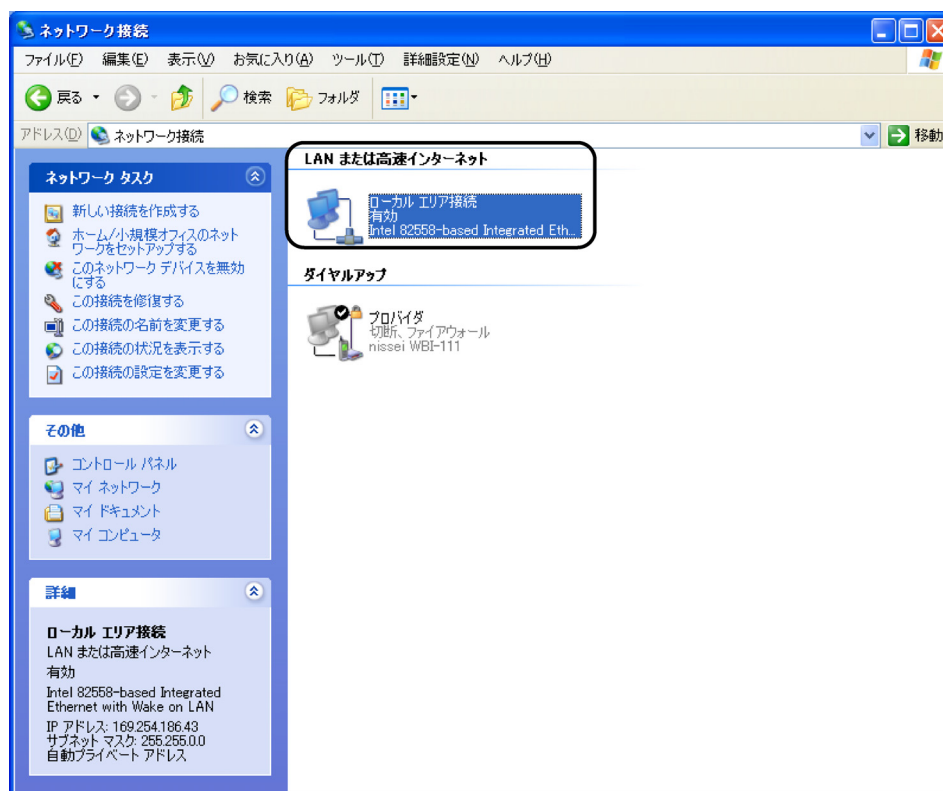 ネットワーク接続
ファイル(F) 編集(E) 表示(V) お気に入り(A) ツール(T) 詳細設定(N) ヘルプ(H)
戻る 検索 フォルダ
アドレス(D) ネットワーク接続 移動
ネットワーク タスク
新しい接続を作成する
ホーム/小規模オフィスのネット
ワークをセットアップする
このネットワーク デバイスを無効
にする
この接続を修復する
この接続の名前を変更する
この接続の状況を表示する
この接続の設定を変更する
その他
コントロール パネル
マイ ネットワーク
マイ ドキュメント
マイ コンピュータ
詳細
ローカル エリア接続
LAN または高速インターネット
有効
Intel 82558-based Integrated
Ethernet with Wake on LAN
IP アドレス: 169.254.186.43
サブネット マスク: 255.255.0.0
自動プライベート アドレス
LAN または高速インターネット
ローカル エリア接続
有効
Intel 82558-based Integrated Eth...
ダイヤルアップ
プロバイダ
切断、ファイアウォール
nissei WBI-111